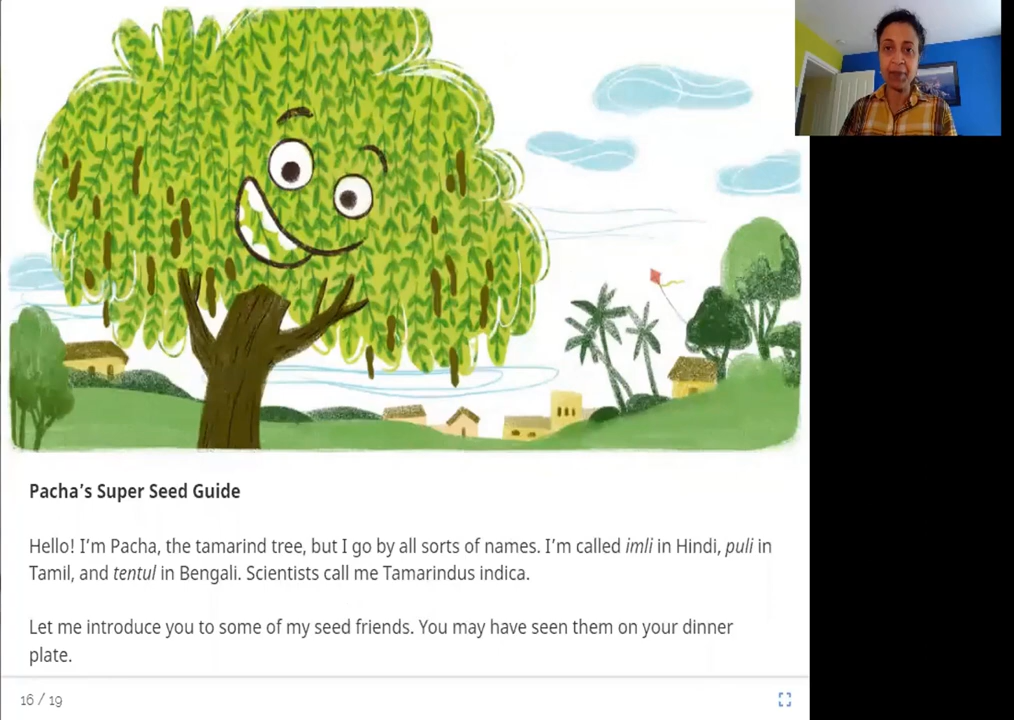 Pacha's Super Seed Guide
Hello! I'm Pacha, the tamarind tree, but I go by all sorts of names. I'm called imli in Hindi, puli in
Tamil, and tentul in Bengali. Scientists call me Tamarindus indica.
Let me introduce you to some of my seed friends. You may have seen them on your dinner
plate.
16 / 19